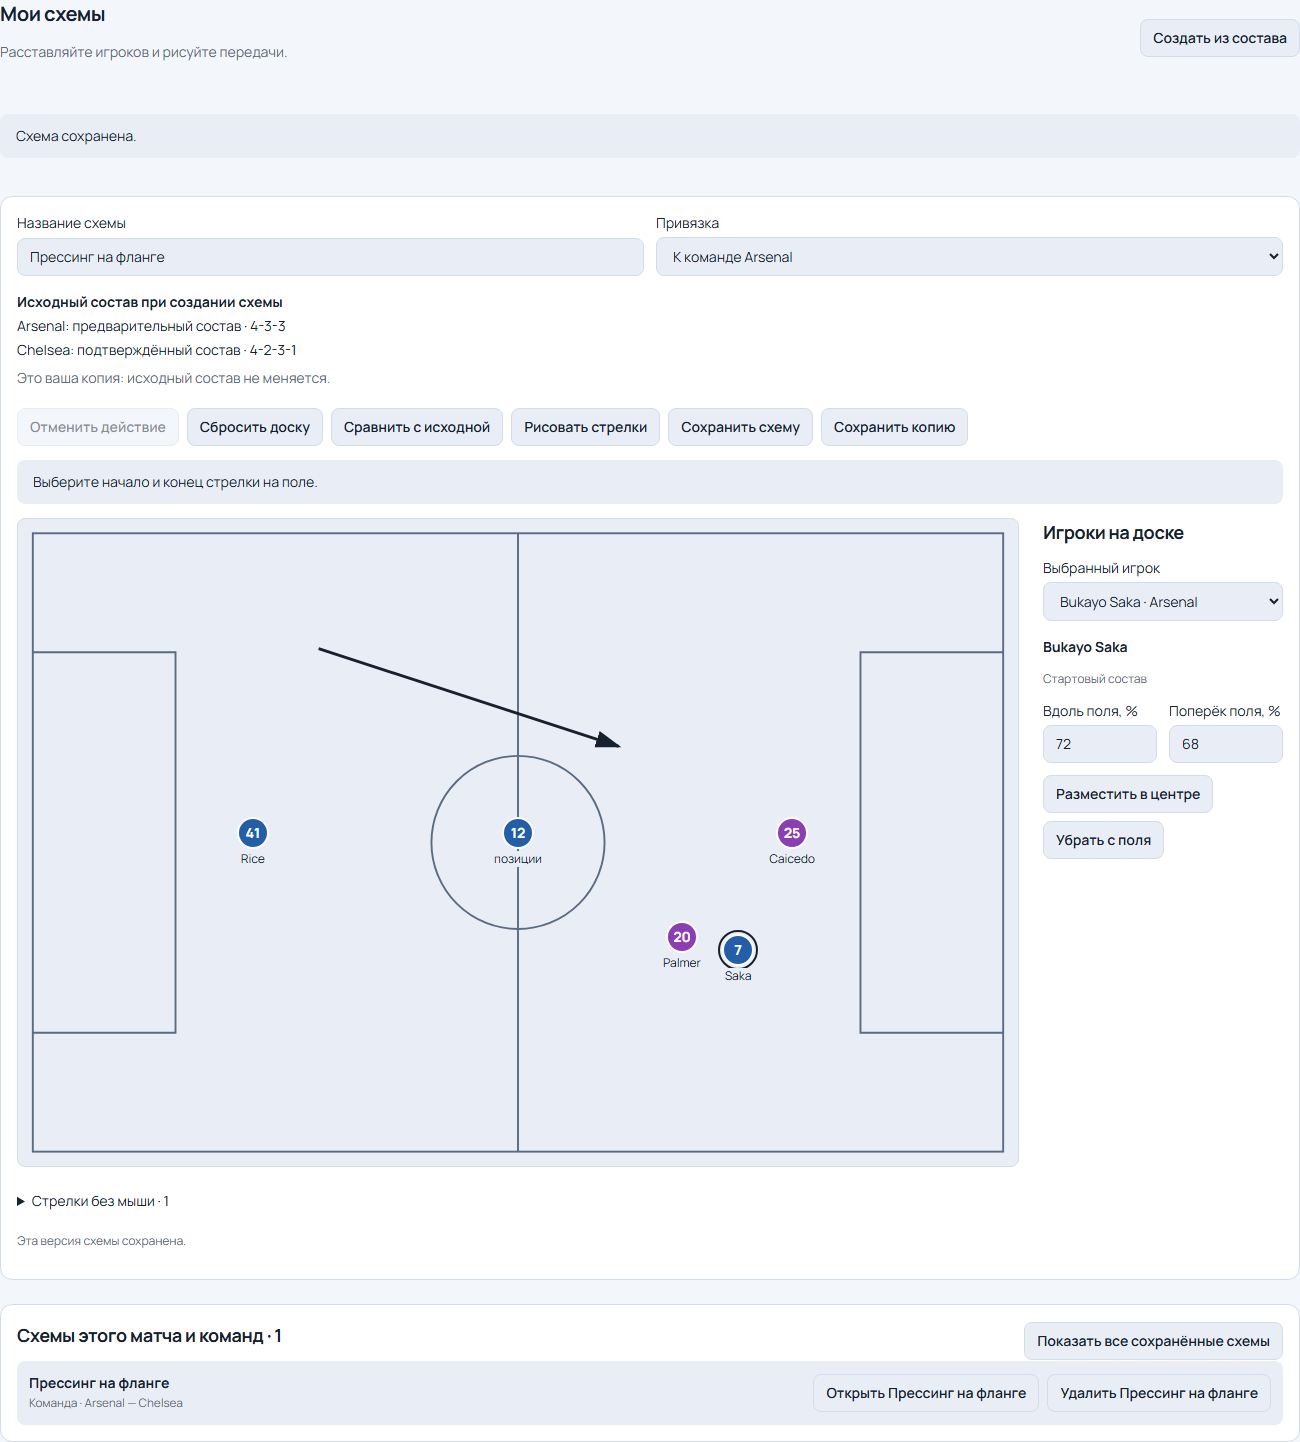 Мои схемы
Расставляйте игроков и рисуйте передачи.
Создать из состава
Схема сохранена.
Название схемы
Привязка
Прессинг на фланге
К команде Arsenal
Исходный состав при создании схемы
Arsenal: предварительный состав · 4-3-3
Chelsea: подтверждённый состав · 4-2-3-1
Это ваша копия: исходный состав не меняется.
Отменить действие
Сбросить доску
Сравнить с исходной
Рисовать стрелки
Сохранить схему
Сохранить копию
Выберите начало и конец стрелки на поле.
41
Rice
12
позиции
25
Caicedo
20
Palmer
7
Saka
Игроки на доске
Выбранный игрок
Bukayo Saka · Arsenal
Bukayo Saka
Стартовый состав
Вдоль поля, %
Поперёк поля, %
72
68
Разместить в центре
Убрать с поля
Стрелки без мыши · 1
Эта версия схемы сохранена.
Схемы этого матча и команд · 1
Показать все сохранённые схемы
Прессинг на фланге
Команда · Arsenal — Chelsea
Открыть Прессинг на фланге
Удалить Прессинг на фланге